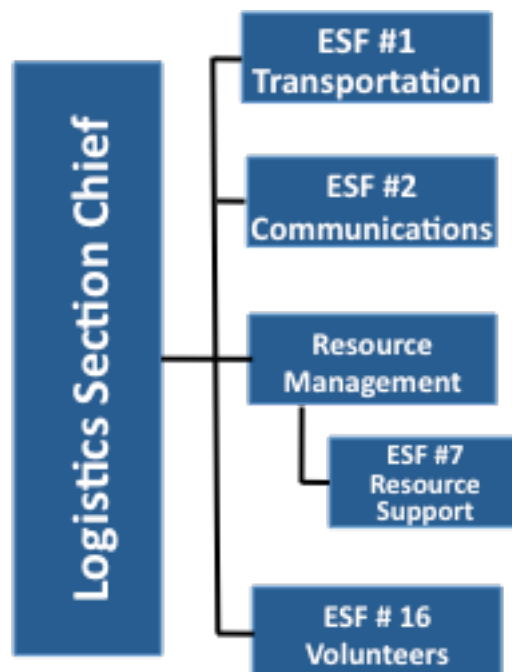 Logistics Section Chief
ESF #1
Transportation
ESF #2
Communications
Resource
Management
ESF #7
Resource
Support
ESF # 16
Volunteers